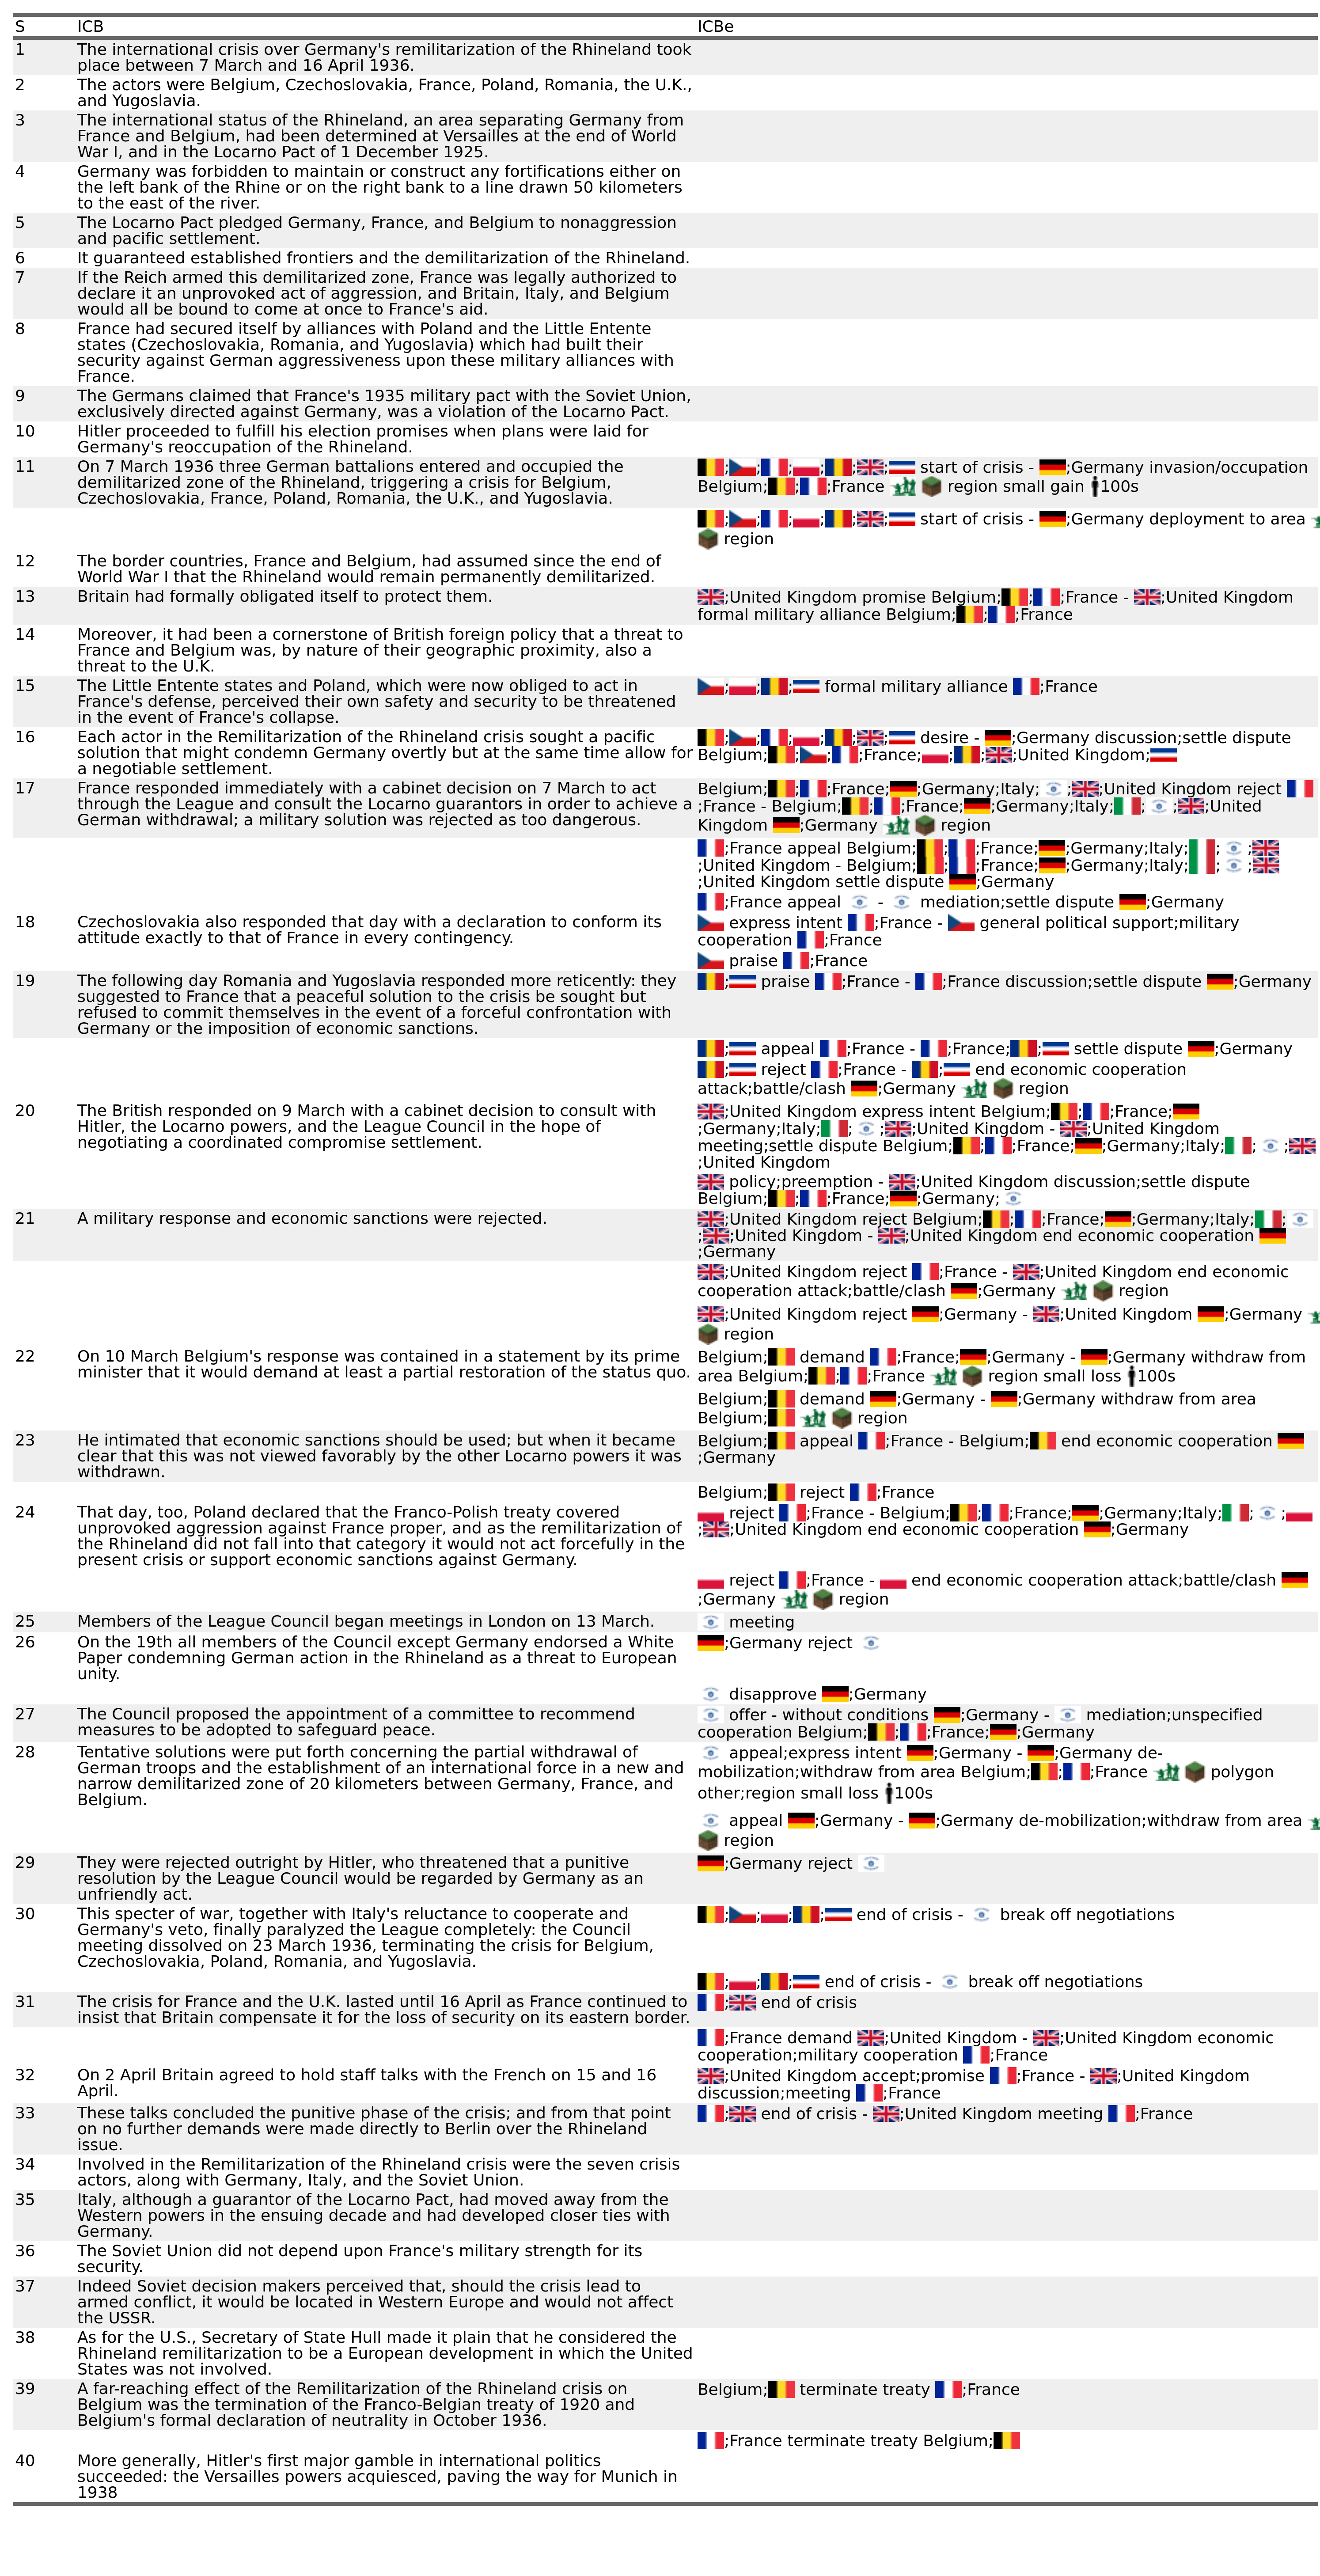 S ICB ICBe
1 The international crisis over Germany's remilitarization of the Rhineland took
place between 7 March and 16 April 1936.
2 The actors were Belgium, Czechoslovakia, France, Poland, Romania, the U.K.,
and Yugoslavia.
3 The international status of the Rhineland, an area separating Germany from
France and Belgium, had been determined at Versailles at the end of World
War I, and in the Locarno Pact of 1 December 1925.
4 Germany was forbidden to maintain or construct any fortifications either on
the left bank of the Rhine or on the right bank to a line drawn 50 kilometers
to the east of the river.
5 The Locarno Pact pledged Germany, France, and Belgium to nonaggression
and pacific settlement.
6 It guaranteed established frontiers and the demilitarization of the Rhineland.
7 If the Reich armed this demilitarized zone, France was legally authorized to
declare it an unprovoked act of aggression, and Britain, Italy, and Belgium
would all be bound to come at once to France's aid.
8 France had secured itself by alliances with Poland and the Little Entente
states (Czechoslovakia, Romania, and Yugoslavia) which had built their
security against German aggressiveness upon these military alliances with
France.
9 The Germans claimed that France's 1935 military pact with the Soviet Union,
exclusively directed against Germany, was a violation of the Locarno Pact.
10 Hitler proceeded to fulfill his election promises when plans were laid for
Germany's reoccupation of the Rhineland.
11 On 7 March 1936 three German battalions entered and occupied the
demilitarized zone of the Rhineland, triggering a crisis for Belgium,
Czechoslovakia, France, Poland, Romania, the U.K., and Yugoslavia.
;;;;;; start of crisis - ;Germany invasion/occupation
Belgium;;;France region small gain 100s
;;;;;; start of crisis - ;Germany deployment to area
region
12 The border countries, France and Belgium, had assumed since the end of
World War I that the Rhineland would remain permanently demilitarized.
13 Britain had formally obligated itself to protect them.
;United Kingdom promise Belgium;;;France - ;United Kingdom
formal military alliance Belgium;;;France
14 Moreover, it had been a cornerstone of British foreign policy that a threat to
France and Belgium was, by nature of their geographic proximity, also a
threat to the U.K.
15 The Little Entente states and Poland, which were now obliged to act in
France's defense, perceived their own safety and security to be threatened
in the event of France's collapse.
;;; formal military alliance ;France
16 Each actor in the Remilitarization of the Rhineland crisis sought a pacific
solution that might condemn Germany overtly but at the same time allow for
a negotiable settlement.
;;;;;; desire - ;Germany discussion;settle dispute
Belgium;;;;France;;;;United Kingdom;
17 France responded immediately with a cabinet decision on 7 March to act
through the League and consult the Locarno guarantors in order to achieve a
German withdrawal; a military solution was rejected as too dangerous.
Belgium;;;France;;Germany;Italy; ;;United Kingdom reject
;France - Belgium;;;France;;Germany;Italy;; ;;United
Kingdom ;Germany region
;France appeal Belgium;;;France;;Germany;Italy;; ;
;United Kingdom - Belgium;;;France;;Germany;Italy;; ;
;United Kingdom settle dispute ;Germany
;France appeal - mediation;settle dispute ;Germany
18 Czechoslovakia also responded that day with a declaration to conform its
attitude exactly to that of France in every contingency.
express intent ;France - general political support;military
cooperation ;France
praise ;France
19 The following day Romania and Yugoslavia responded more reticently: they
suggested to France that a peaceful solution to the crisis be sought but
refused to commit themselves in the event of a forceful confrontation with
Germany or the imposition of economic sanctions.
; praise ;France - ;France discussion;settle dispute ;Germany
; appeal ;France - ;France;; settle dispute ;Germany
; reject ;France - ; end economic cooperation
attack;battle/clash ;Germany region
20 The British responded on 9 March with a cabinet decision to consult with
Hitler, the Locarno powers, and the League Council in the hope of
negotiating a coordinated compromise settlement.
;United Kingdom express intent Belgium;;;France;
;Germany;Italy;; ;;United Kingdom - ;United Kingdom
meeting;settle dispute Belgium;;;France;;Germany;Italy;; ;
;United Kingdom
policy;preemption - ;United Kingdom discussion;settle dispute
Belgium;;;France;;Germany;
21 A military response and economic sanctions were rejected.
;United Kingdom reject Belgium;;;France;;Germany;Italy;;
;;United Kingdom - ;United Kingdom end economic cooperation
;Germany
;United Kingdom reject ;France - ;United Kingdom end economic
cooperation attack;battle/clash ;Germany region
;United Kingdom reject ;Germany - ;United Kingdom ;Germany
region
22 On 10 March Belgium's response was contained in a statement by its prime
minister that it would demand at least a partial restoration of the status quo.
Belgium; demand ;France;;Germany - ;Germany withdraw from
area Belgium;;;France region small loss 100s
Belgium; demand ;Germany - ;Germany withdraw from area
Belgium; region
23 He intimated that economic sanctions should be used; but when it became
clear that this was not viewed favorably by the other Locarno powers it was
withdrawn.
Belgium; appeal ;France - Belgium; end economic cooperation
;Germany
Belgium; reject ;France
24 That day, too, Poland declared that the Franco-Polish treaty covered
unprovoked aggression against France proper, and as the remilitarization of
the Rhineland did not fall into that category it would not act forcefully in the
present crisis or support economic sanctions against Germany.
reject ;France - Belgium;;;France;;Germany;Italy;; ;
;;United Kingdom end economic cooperation ;Germany
reject ;France - end economic cooperation attack;battle/clash
;Germany region
25 Members of the League Council began meetings in London on 13 March.
meeting
26 On the 19th all members of the Council except Germany endorsed a White
Paper condemning German action in the Rhineland as a threat to European
unity.
;Germany reject
disapprove ;Germany
27 The Council proposed the appointment of a committee to recommend
measures to be adopted to safeguard peace.
offer - without conditions ;Germany - mediation;unspecified
cooperation Belgium;;;France;;Germany
28 Tentative solutions were put forth concerning the partial withdrawal of
German troops and the establishment of an international force in a new and
narrow demilitarized zone of 20 kilometers between Germany, France, and
Belgium.
appeal;express intent ;Germany - ;Germany de-
mobilization;withdraw from area Belgium;;;France polygon
other;region small loss 100s
appeal ;Germany - ;Germany de-mobilization;withdraw from area
region
29 They were rejected outright by Hitler, who threatened that a punitive
resolution by the League Council would be regarded by Germany as an
unfriendly act.
;Germany reject
30 This specter of war, together with Italy's reluctance to cooperate and
Germany's veto, finally paralyzed the League completely: the Council
meeting dissolved on 23 March 1936, terminating the crisis for Belgium,
Czechoslovakia, Poland, Romania, and Yugoslavia.
;;;; end of crisis - break off negotiations
;;; end of crisis - break off negotiations
31 The crisis for France and the U.K. lasted until 16 April as France continued to
insist that Britain compensate it for the loss of security on its eastern border.
; end of crisis
;France demand ;United Kingdom - ;United Kingdom economic
cooperation;military cooperation ;France
32 On 2 April Britain agreed to hold staff talks with the French on 15 and 16
April.
;United Kingdom accept;promise ;France - ;United Kingdom
discussion;meeting ;France
33 These talks concluded the punitive phase of the crisis; and from that point
on no further demands were made directly to Berlin over the Rhineland
issue.
; end of crisis - ;United Kingdom meeting ;France
34 Involved in the Remilitarization of the Rhineland crisis were the seven crisis
actors, along with Germany, Italy, and the Soviet Union.
35 Italy, although a guarantor of the Locarno Pact, had moved away from the
Western powers in the ensuing decade and had developed closer ties with
Germany.
36 The Soviet Union did not depend upon France's military strength for its
security.
37 Indeed Soviet decision makers perceived that, should the crisis lead to
armed conflict, it would be located in Western Europe and would not affect
the USSR.
38 As for the U.S., Secretary of State Hull made it plain that he considered the
Rhineland remilitarization to be a European development in which the United
States was not involved.
39 A far-reaching effect of the Remilitarization of the Rhineland crisis on
Belgium was the termination of the Franco-Belgian treaty of 1920 and
Belgium's formal declaration of neutrality in October 1936.
Belgium; terminate treaty ;France
;France terminate treaty Belgium;
40 More generally, Hitler's first major gamble in international politics
succeeded: the Versailles powers acquiesced, paving the way for Munich in
1938